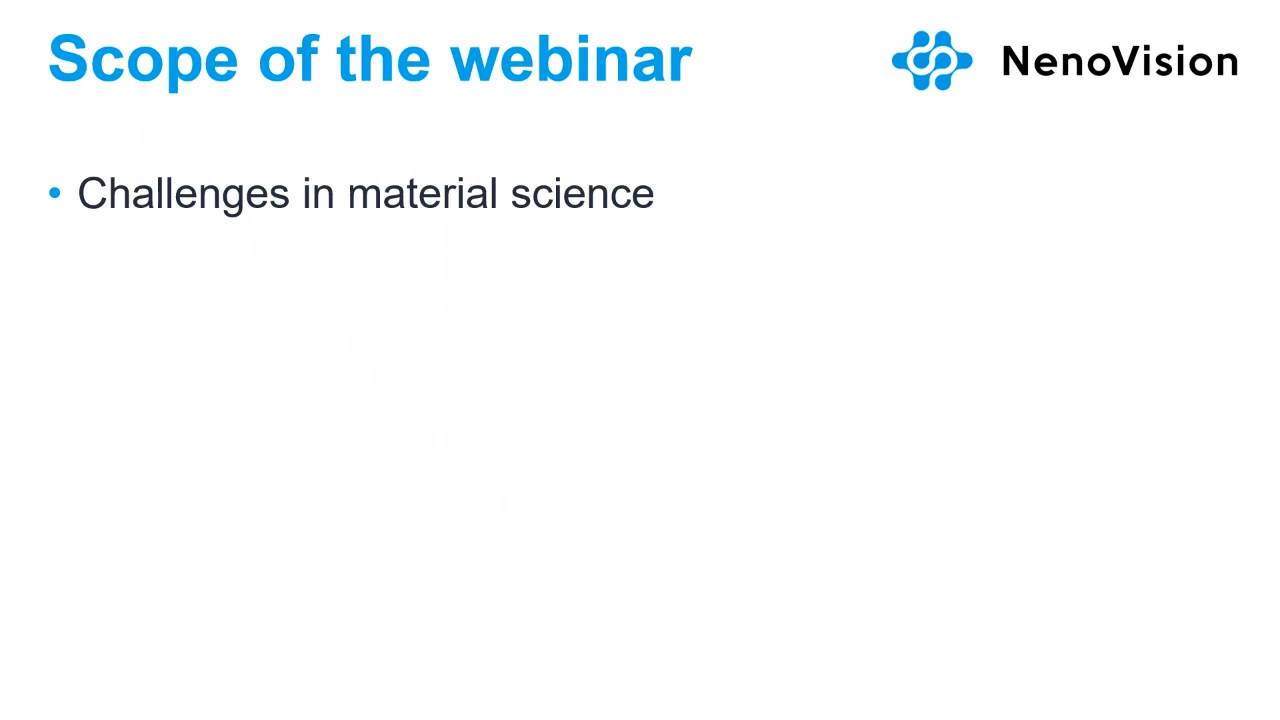 Scope of the webinar
NenoVision
• Challenges in material science